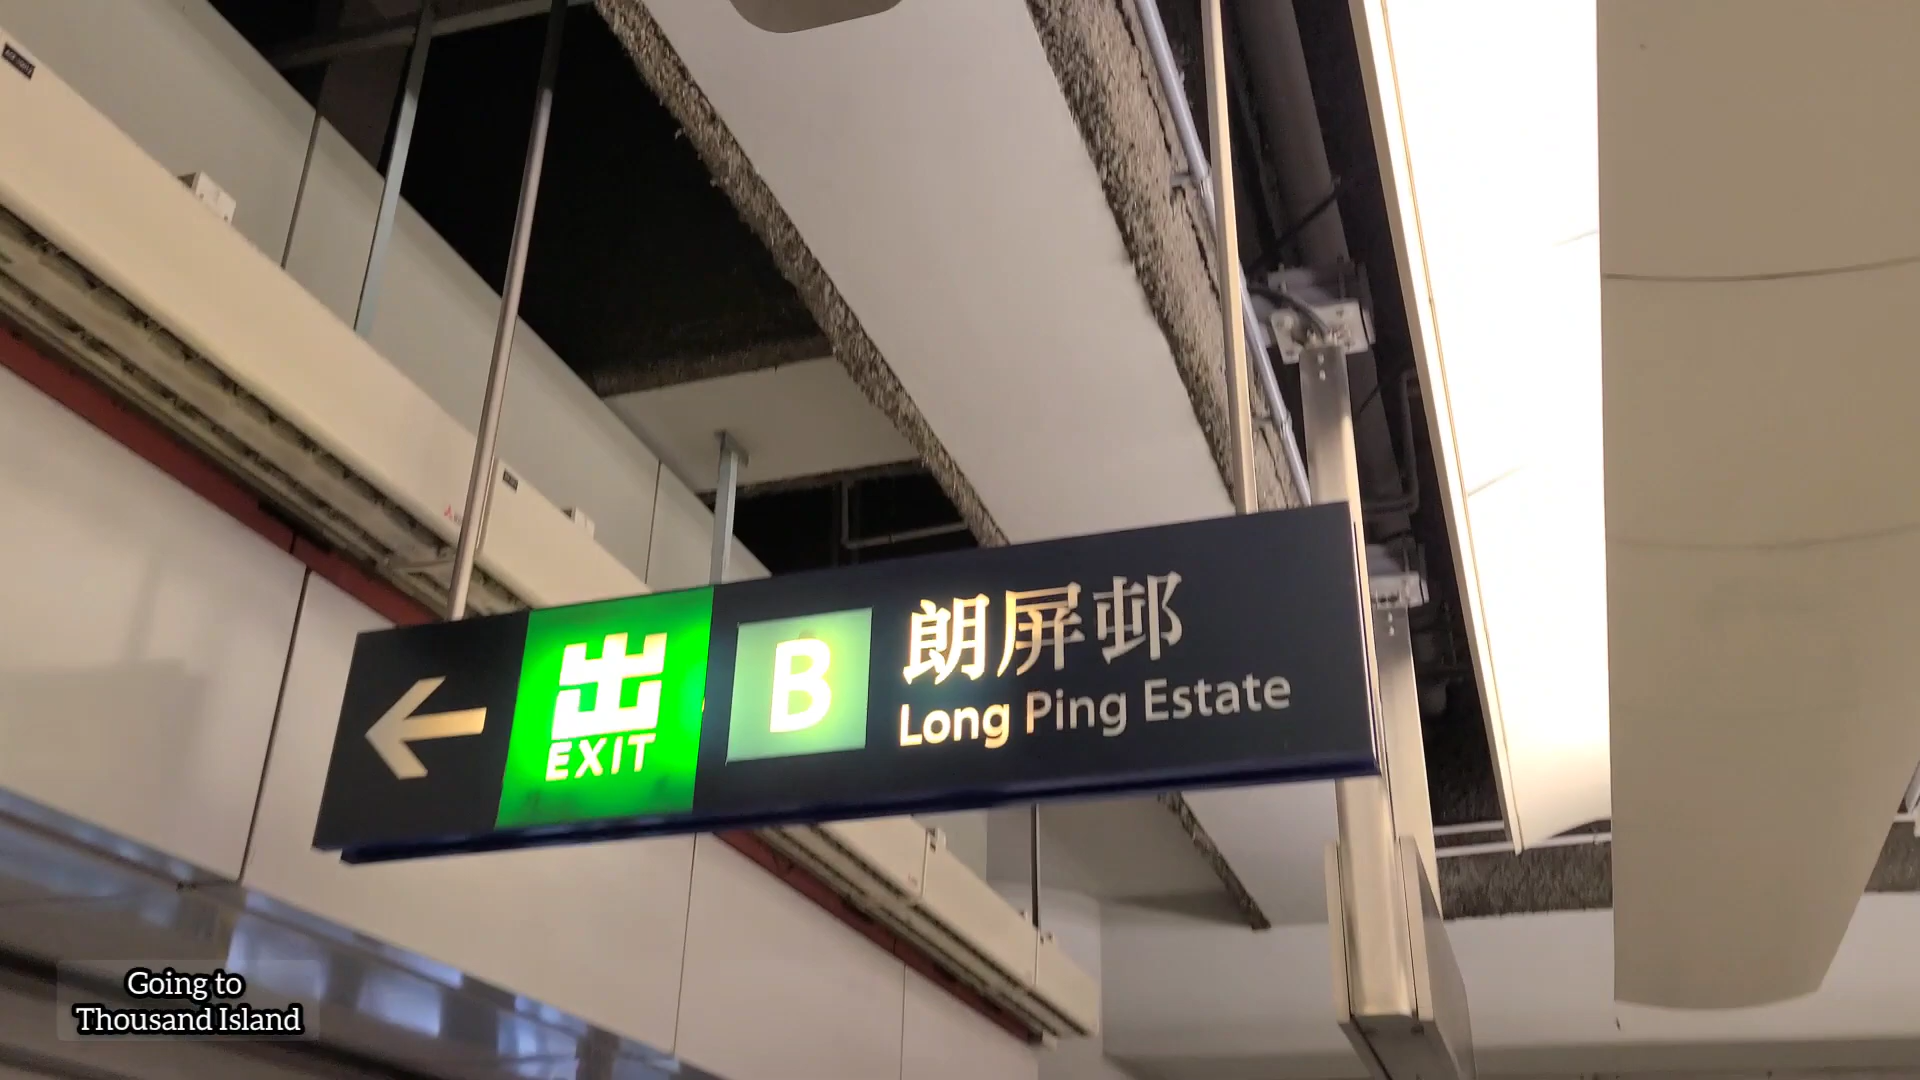 出
EXIT
B
朗屏邨
Long Ping Estate
Going to
Thousand Island